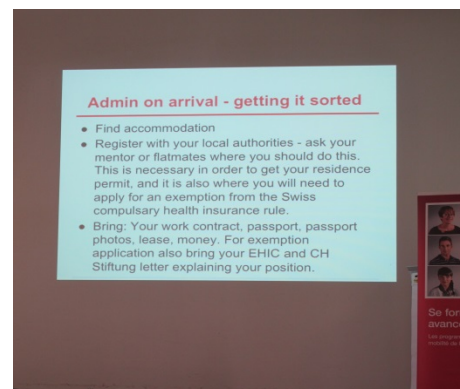 Admin on arrival - getting it sorted
● Find accommodation
● Register with your local authorities - ask your
mentor or flatmates where you should do this.
This is necessary in order to get your residence
permit, and it is also where you will need to
apply for an exemption from the Swiss
compulsary health insurance rule.
● Bring: Your work contract, passport, passport
photos, lease, money. For exemption
application also bring your EHIC and CH
Stiftung letter explaining your position.
Se for
avanc